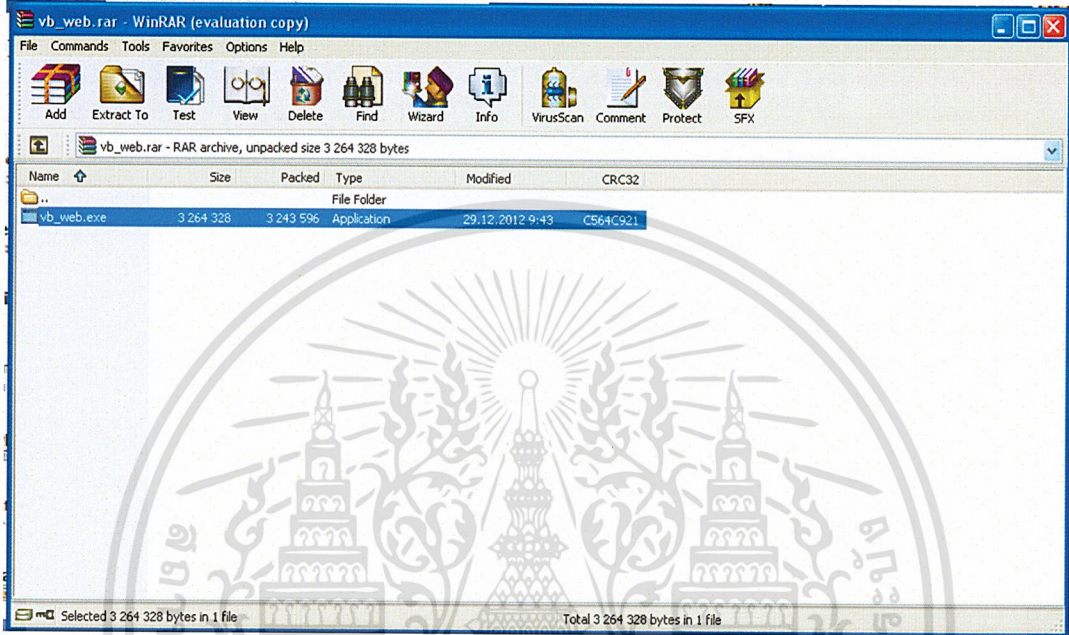 vb_web.rar - WinRAR (evaluation copy)
File Commands Tools Favorites Options Help
Add Extract To Test View Delete Find Wizard Info VirusScan Comment Protect SFX
vb_web.rar - RAR archive, unpacked size 3 264 328 bytes
Name Size Packed Type Modified CRC32
.. File Folder
vb_web.exe 3 264 328 3 243 596 Application 29.12.2012 9:43 C564C921
Selected 3 264 328 bytes in 1 file Total 3 264 328 bytes in 1 file